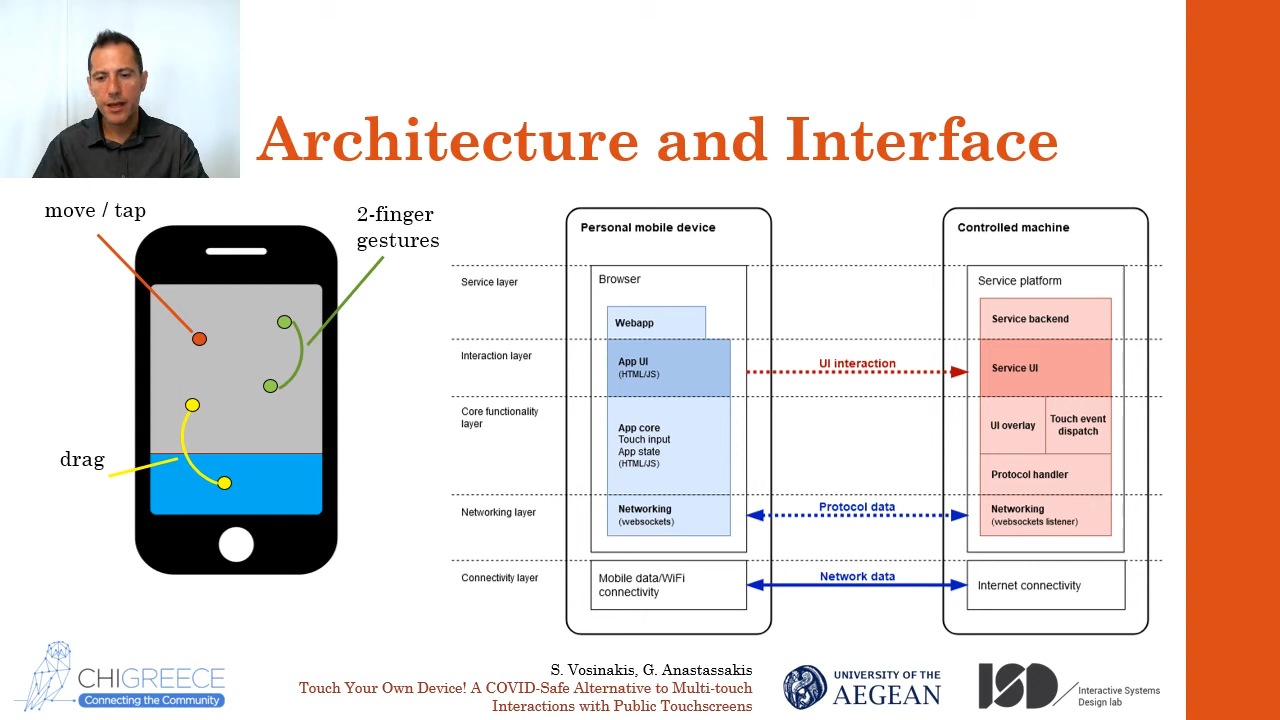 Architecture and Interface
move / tap
2-finger
gestures
drag
Personal mobile device
Controlled machine
Service layer
Browser
Service platform
Webapp
Service backend
Interaction layer
App UI
(HTML/JS)
UI interaction
Service UI
Core functionality
layer
App core
Touch input
App state
(HTML/JS)
UI overlay
Touch event
dispatch
Protocol handler
Networking layer
Networking
(websockets)
Protocol data
Networking
(websockets listener)
Connectivity layer
Mobile data/WiFi
connectivity
Network data
Internet connectivity
CHIGREECE
Connecting the Community
S. Vosinakis, G. Anastassakis
Touch Your Own Device! A COVID-Safe Alternative to Multi-touch
Interactions with Public Touchscreens
UNIVERSITY OF THE
AEGEAN
ISD
Interactive Systems
Design lab